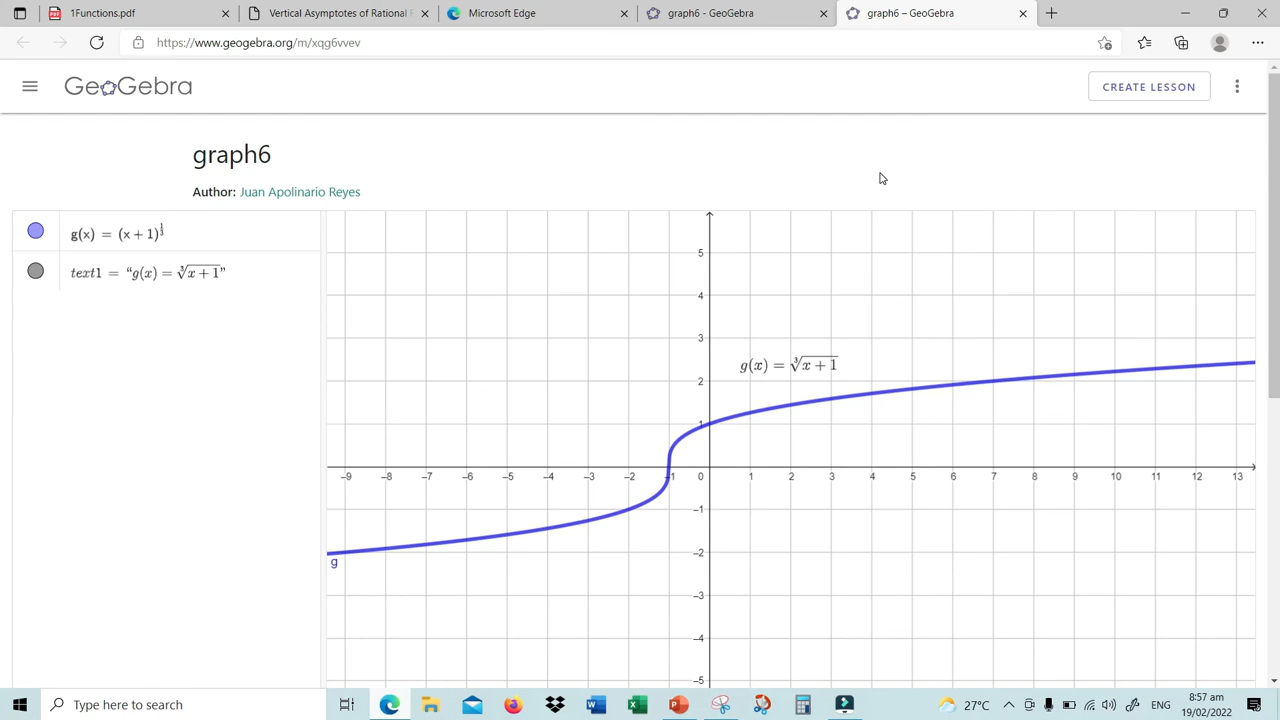 1Functions.pdf
Vertical Asymptotes of Rational
Microsoft Edge
graph6 - GeoGebra
graph6 – GeoGebra
https://www.geogebra.org/m/xqg6vvev
GeoGebra
CREATE LESSON
graph6
Author: Juan Apolinario Reyes
g(x) = (x + 1)^(1/3)
text1 = “g(x) = ∛(x + 1)”
5
4
3
g(x) = ∛(x + 1)
2
1
–9 –8 –7 –6 –5 –4 –3 –2 –1 0 1 2 3 4 5 6 7 8 9 10 11 12 13
–1
–2
g
–3
–4
–5
Type here to search
27°C
ENG
8:57 am
19/02/2022